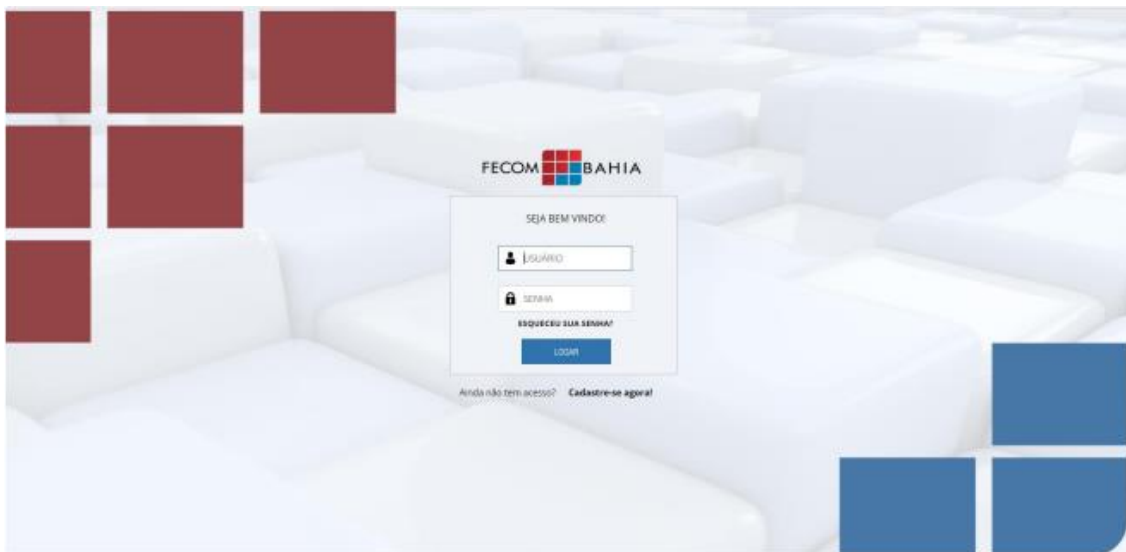 FECOM BAHIA
SEJA BEM VINDO!
USUÁRIO
SENHA
ESQUECEU SUA SENHA?
LOGAR
Ainda não tem acesso? Cadastre-se agora!